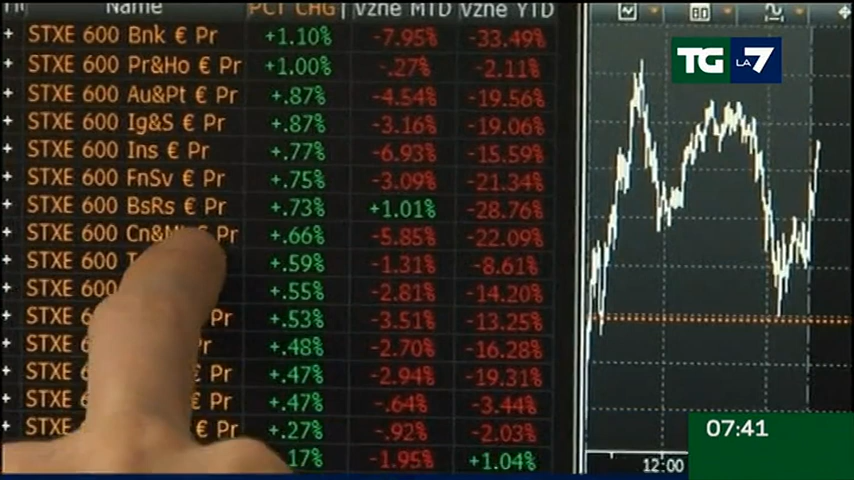 Name PCT CHG Vzne MTD Vzne YTD
+ STXE 600 Bnk € Pr +1.10% -7.95% -33.49%
+ STXE 600 Pr&Ho € Pr +1.00% -.27% -2.11%
+ STXE 600 Au&Pt € Pr +.87% -4.54% -19.56%
+ STXE 600 Ig&S € Pr +.87% -3.16% -19.06%
+ STXE 600 Ins € Pr +.77% -6.93% -15.59%
+ STXE 600 FnSv € Pr +.75% -3.09% -21.34%
+ STXE 600 BsRs € Pr +.73% +1.01% -28.76%
+ STXE 600 € Pr +.66% -5.85% -22.09%
+ STXE 600 +.59% -1.31% -8.61%
+ STXE 600 +.55% -2.81% -14.20%
+ STXE Pr +.53% -3.51% -13.25%
+ STXE Pr +.48% -2.70% -16.28%
+ STXE € Pr +.47% -2.94% -19.31%
+ STXE € Pr +.47% -.64% -3.44%
+ STXE € Pr +.27% -.92% -2.03%
17% -1.95% +1.04%
TG LA 7
12:00
07:41